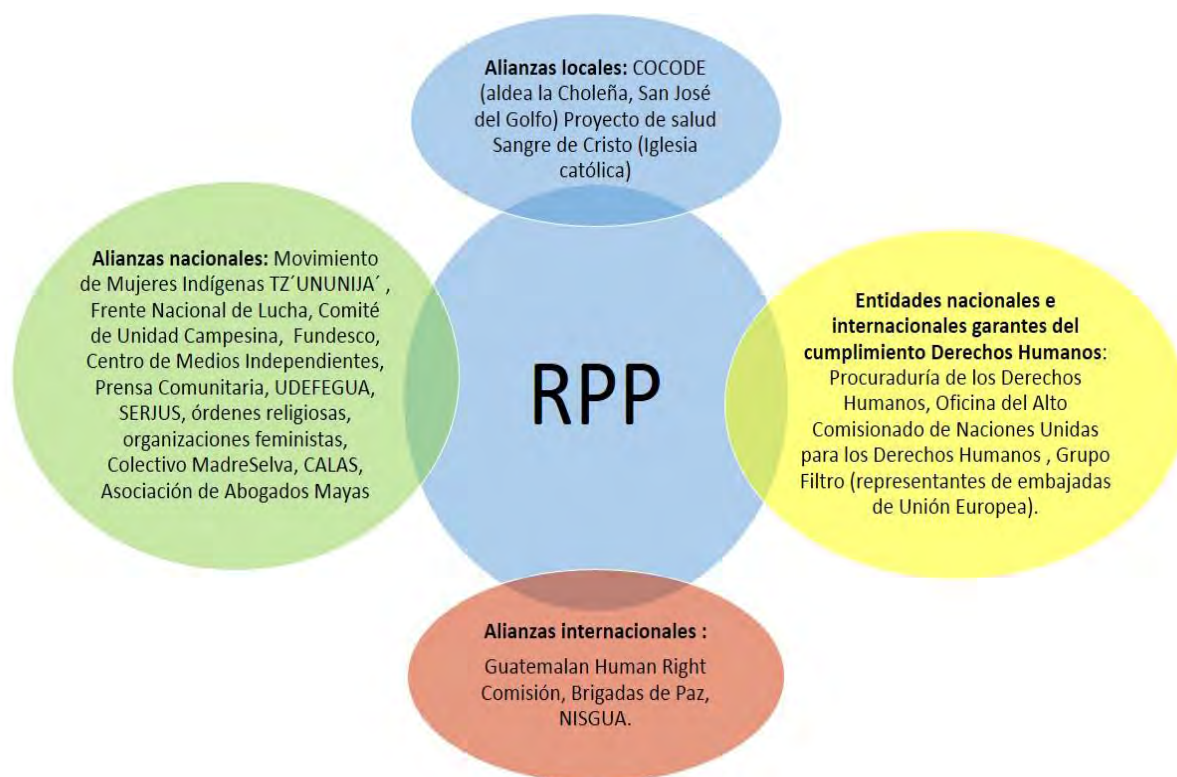 Alianzas locales: COCODE
(aldea la Choleña, San José
del Golfo) Proyecto de salud
Sangre de Cristo (Iglesia
católica)
Alianzas nacionales: Movimiento
de Mujeres Indígenas TZ´UNUNIJA´ ,
Frente Nacional de Lucha, Comité
de Unidad Campesina, Fundesco,
Centro de Medios Independientes,
Prensa Comunitaria, UDEFEGUA,
SERJUS, órdenes religiosas,
organizaciones feministas,
Colectivo MadreSelva, CALAS,
Asociación de Abogados Mayas
RPP
Entidades nacionales e
internacionales garantes del
cumplimiento Derechos Humanos:
Procuraduría de los Derechos
Humanos, Oficina del Alto
Comisionado de Naciones Unidas
para los Derechos Humanos , Grupo
Filtro (representantes de embajadas
de Unión Europea).
Alianzas internacionales :
Guatemalan Human Right
Comisión, Brigadas de Paz,
NISGUA.